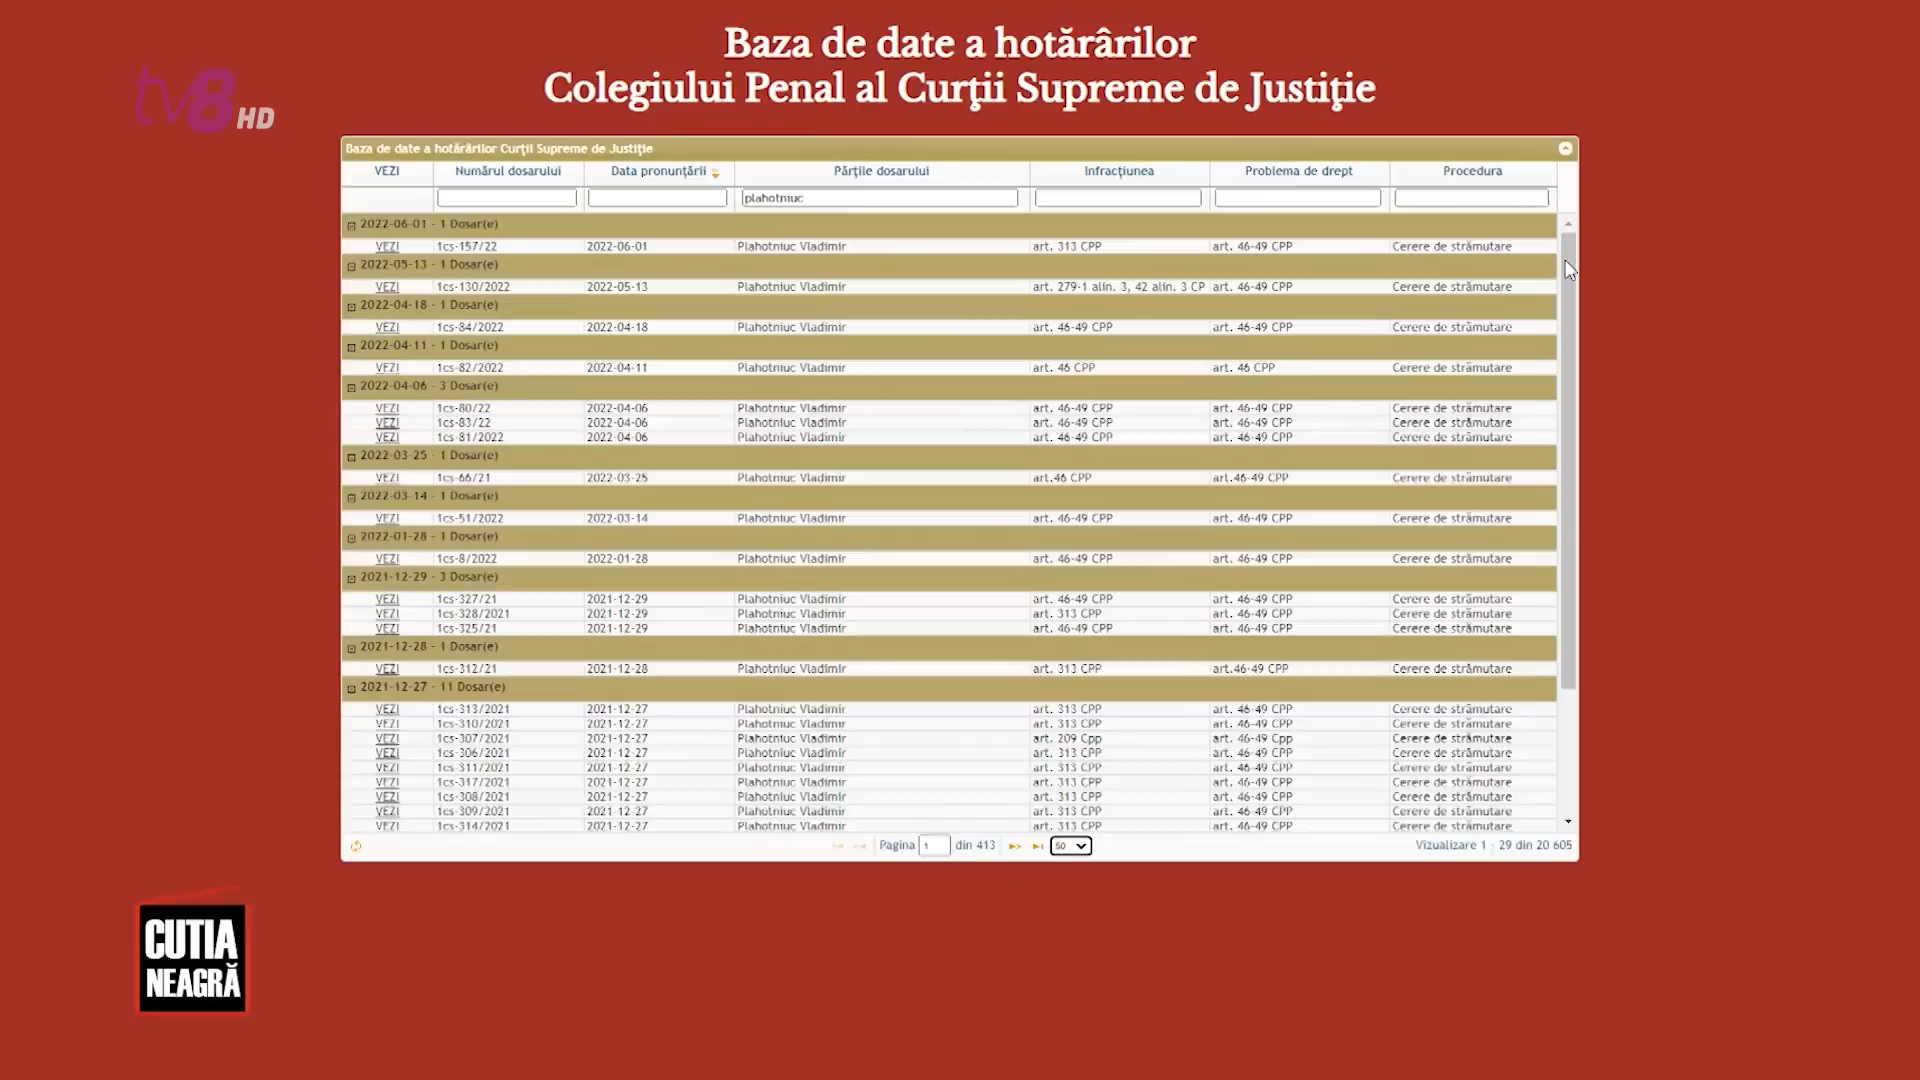 Baza de date a hotărârilor
Colegiului Penal al Curții Supreme de Justiție
tv8 HD
Baza de date a hotărârilor Curţii Supreme de Justiţie
VEZI Numărul dosarului Data pronunţării Părţile dosarului Infracţiunea Problema de drept Procedura
plahotniuc
2022-06-01 - 1 Dosar(e)
VEZI 1cs-157/22 2022-06-01 Plahotniuc Vladimir art. 313 CPP art. 46-49 CPP Cerere de strămutare
2022-05-13 - 1 Dosar(e)
VEZI 1cs-130/2022 2022-05-13 Plahotniuc Vladimir art. 279-1 alin. 3, 42 alin. 3 CP art. 46-49 CPP Cerere de strămutare
2022-04-18 - 1 Dosar(e)
VEZI 1cs-84/2022 2022-04-18 Plahotniuc Vladimir art. 46-49 CPP art. 46-49 CPP Cerere de strămutare
2022-04-11 - 1 Dosar(e)
VEZI 1cs-82/2022 2022-04-11 Plahotniuc Vladimir art. 46 CPP art. 46 CPP Cerere de strămutare
2022-04-06 - 3 Dosar(e)
VEZI 1cs-80/22 2022-04-06 Plahotniuc Vladimir art. 46-49 CPP art. 46-49 CPP Cerere de strămutare
VEZI 1cs-83/22 2022-04-06 Plahotniuc Vladimir art. 46-49 CPP art. 46-49 CPP Cerere de strămutare
VEZI 1cs-81/2022 2022-04-06 Plahotniuc Vladimir art. 46-49 CPP art. 46-49 CPP Cerere de strămutare
2022-03-25 - 1 Dosar(e)
VEZI 1cs-66/21 2022-03-25 Plahotniuc Vladimir art.46 CPP art.46-49 CPP Cerere de strămutare
2022-03-14 - 1 Dosar(e)
VEZI 1cs-51/2022 2022-03-14 Plahotniuc Vladimir art. 46-49 CPP art. 46-49 CPP Cerere de strămutare
2022-01-28 - 1 Dosar(e)
VEZI 1cs-8/2022 2022-01-28 Plahotniuc Vladimir art. 46-49 CPP art. 46-49 CPP Cerere de strămutare
2021-12-29 - 3 Dosar(e)
VEZI 1cs-327/21 2021-12-29 Plahotniuc Vladimir art. 46-49 CPP art. 46-49 CPP Cerere de strămutare
VEZI 1cs-328/2021 2021-12-29 Plahotniuc Vladimir art. 313 CPP art. 46-49 CPP Cerere de strămutare
VEZI 1cs-325/21 2021-12-29 Plahotniuc Vladimir art. 46-49 CPP art. 46-49 CPP Cerere de strămutare
2021-12-28 - 1 Dosar(e)
VEZI 1cs-312/21 2021-12-28 Plahotniuc Vladimir art. 313 CPP art.46-49 CPP Cerere de strămutare
2021-12-27 - 11 Dosar(e)
VEZI 1cs-313/2021 2021-12-27 Plahotniuc Vladimir art. 313 CPP art. 46-49 CPP Cerere de strămutare
VEZI 1cs-310/2021 2021-12-27 Plahotniuc Vladimir art. 313 CPP art. 46-49 CPP Cerere de strămutare
VEZI 1cs-307/2021 2021-12-27 Plahotniuc Vladimir art. 209 Cpp art. 46-49 Cpp Cerere de strămutare
VEZI 1cs-306/2021 2021-12-27 Plahotniuc Vladimir art. 313 CPP art. 46-49 CPP Cerere de strămutare
VEZI 1cs-311/2021 2021-12-27 Plahotniuc Vladimir art. 313 CPP art. 46-49 CPP Cerere de strămutare
VEZI 1cs-317/2021 2021-12-27 Plahotniuc Vladimir art. 313 CPP art. 46-49 CPP Cerere de strămutare
VEZI 1cs-308/2021 2021-12-27 Plahotniuc Vladimir art. 313 CPP art. 46-49 CPP Cerere de strămutare
VEZI 1cs-309/2021 2021-12-27 Plahotniuc Vladimir art. 313 CPP art. 46-49 CPP Cerere de strămutare
VEZI 1cs-314/2021 2021-12-27 Plahotniuc Vladimir art. 313 CPP art. 46-49 CPP Cerere de strămutare
Pagina 1 din 413 50 Vizualizare 1 - 29 din 20 605
CUTIA
NEAGRĂ